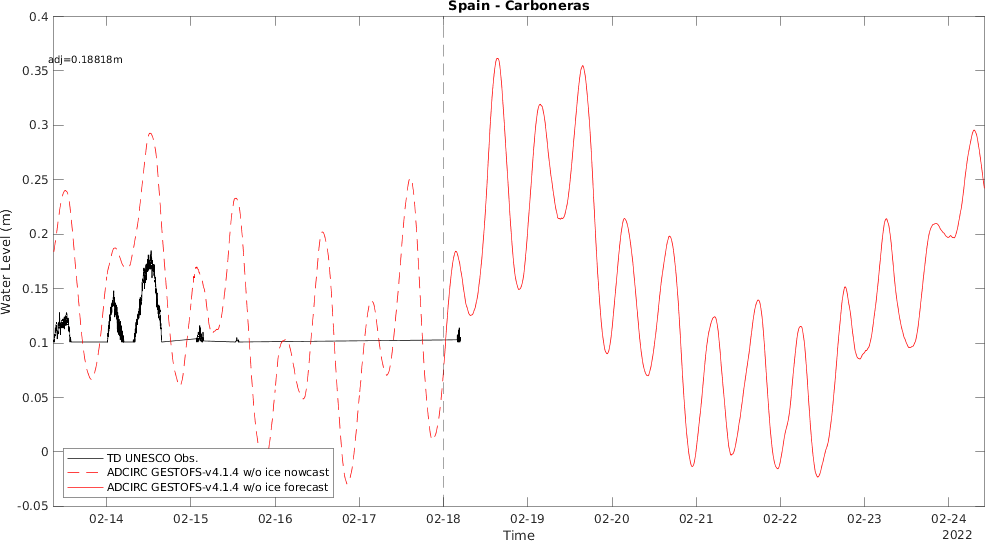 Spain - Carboneras
adj=0.18818m
0.4
0.35
0.3
0.25
0.2
0.15
0.1
0.05
0
-0.05
Water Level (m)
TD UNESCO Obs.
ADCIRC GESTOFS-v4.1.4 w/o ice nowcast
ADCIRC GESTOFS-v4.1.4 w/o ice forecast
02-14 02-15 02-16 02-17 02-18 02-19 02-20 02-21 02-22 02-23 02-24
Time
2022